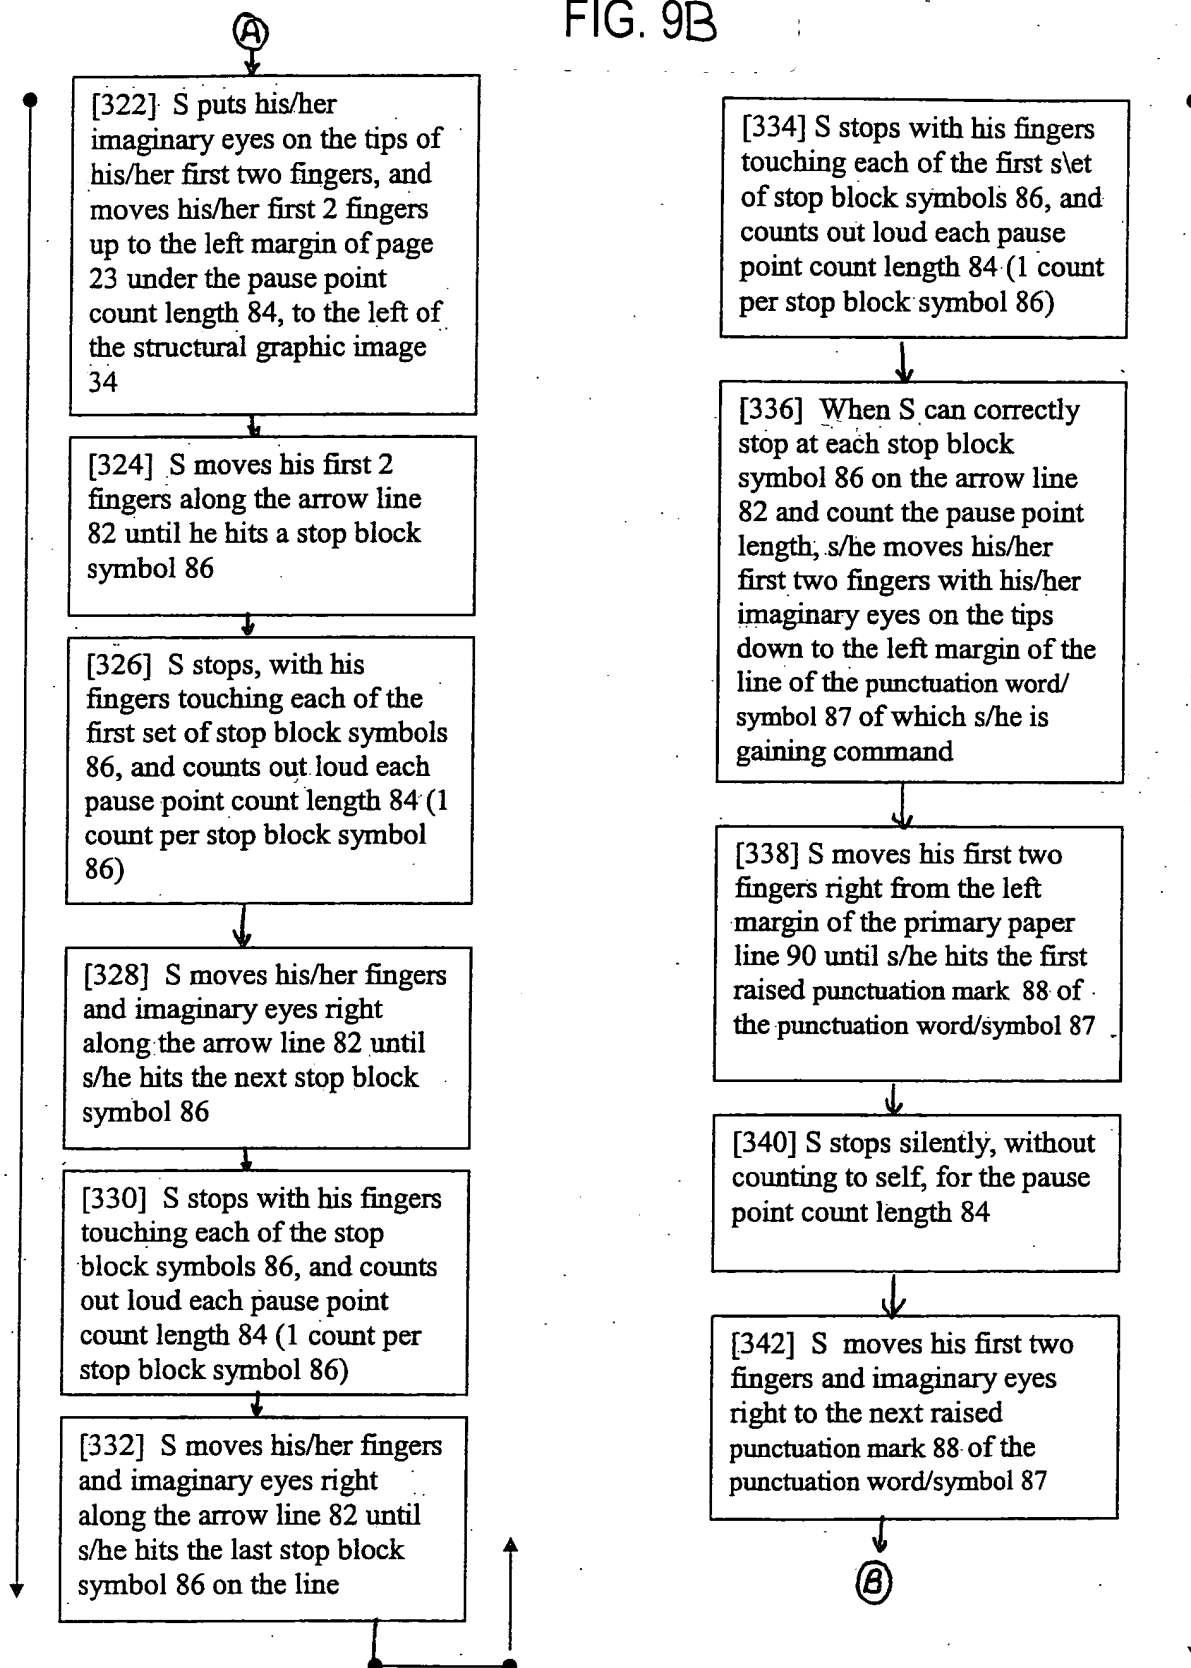 FIG. 9B
A
[322] S puts his/her
imaginary eyes on the tips of
his/her first two fingers, and
moves his/her first 2 fingers
up to the left margin of page
23 under the pause point
count length 84, to the left of
the structural graphic image
34
[324] S moves his first 2
fingers along the arrow line
82 until he hits a stop block
symbol 86
[326] S stops, with his
fingers touching each of the
first set of stop block symbols
86, and counts out loud each
pause point count length 84 (1
count per stop block symbol
86)
[328] S moves his/her fingers
and imaginary eyes right
along the arrow line 82 until
s/he hits the next stop block
symbol 86
[330] S stops with his fingers
touching each of the stop
block symbols 86, and counts
out loud each pause point
count length 84 (1 count per
stop block symbol 86)
[332] S moves his/her fingers
and imaginary eyes right
along the arrow line 82 until
s/he hits the last stop block
symbol 86 on the line
[334] S stops with his fingers
touching each of the first s\et
of stop block symbols 86, and
counts out loud each pause
point count length 84 (1 count
per stop block symbol 86)
[336] When S can correctly
stop at each stop block
symbol 86 on the arrow line
82 and count the pause point
length, s/he moves his/her
first two fingers with his/her
imaginary eyes on the tips
down to the left margin of the
line of the punctuation word/
symbol 87 of which s/he is
gaining command
[338] S moves his first two
fingers right from the left
margin of the primary paper
line 90 until s/he hits the first
raised punctuation mark 88 of
the punctuation word/symbol 87
[340] S stops silently, without
counting to self, for the pause
point count length 84
[342] S moves his first two
fingers and imaginary eyes
right to the next raised
punctuation mark 88 of the
punctuation word/symbol 87
B